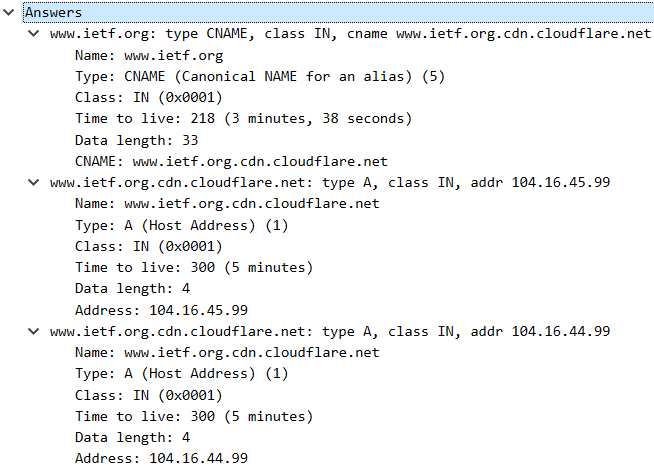 Answers
www.ietf.org: type CNAME, class IN, cname www.ietf.org.cdn.cloudflare.net
Name: www.ietf.org
Type: CNAME (Canonical NAME for an alias) (5)
Class: IN (0x0001)
Time to live: 218 (3 minutes, 38 seconds)
Data length: 33
CNAME: www.ietf.org.cdn.cloudflare.net
www.ietf.org.cdn.cloudflare.net: type A, class IN, addr 104.16.45.99
Name: www.ietf.org.cdn.cloudflare.net
Type: A (Host Address) (1)
Class: IN (0x0001)
Time to live: 300 (5 minutes)
Data length: 4
Address: 104.16.45.99
www.ietf.org.cdn.cloudflare.net: type A, class IN, addr 104.16.44.99
Name: www.ietf.org.cdn.cloudflare.net
Type: A (Host Address) (1)
Class: IN (0x0001)
Time to live: 300 (5 minutes)
Data length: 4
Address: 104.16.44.99